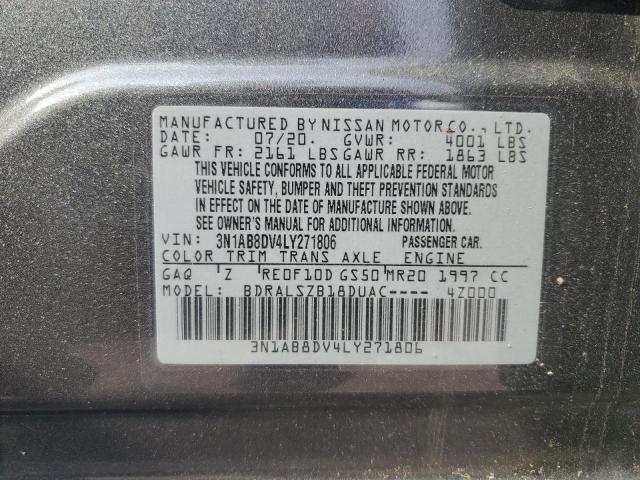 MANUFACTURED BY NISSAN MOTOR CO., LTD.
DATE: 07/20. GVWR: 4001 LBS
GAWR FR: 2161 LBS GAWR RR: 1863 LBS
THIS VEHICLE CONFORMS TO ALL APPLICABLE FEDERAL MOTOR
VEHICLE SAFETY, BUMPER AND THEFT PREVENTION STANDARDS
IN EFFECT ON THE DATE OF MANUFACTURE SHOWN ABOVE.
SEE OWNER'S MANUAL FOR ADDITIONAL INFORMATION.
VIN: 3N1AB8DV4LY271806 PASSENGER CAR.
COLOR TRIM TRANS AXLE ENGINE
GAQ Z RE0F10D GS50 MR20 1997 CC
MODEL: BDRALSZB18DUAC---- 4Z000
3N1AB8DV4LY271806